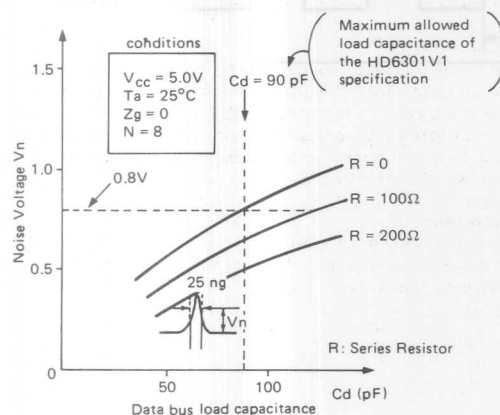 conditions
V_CC = 5.0V
Ta = 25°C
Zg = 0
N = 8
Maximum allowed
load capacitance of
the HD6301V1
specification
Cd = 90 pF
Noise Voltage Vn
1.5
1.0
0.5
0
0.8V
R = 0
R = 100Ω
R = 200Ω
25 ng
Vn
R: Series Resistor
50
100
Cd (pF)
Data bus load capacitance